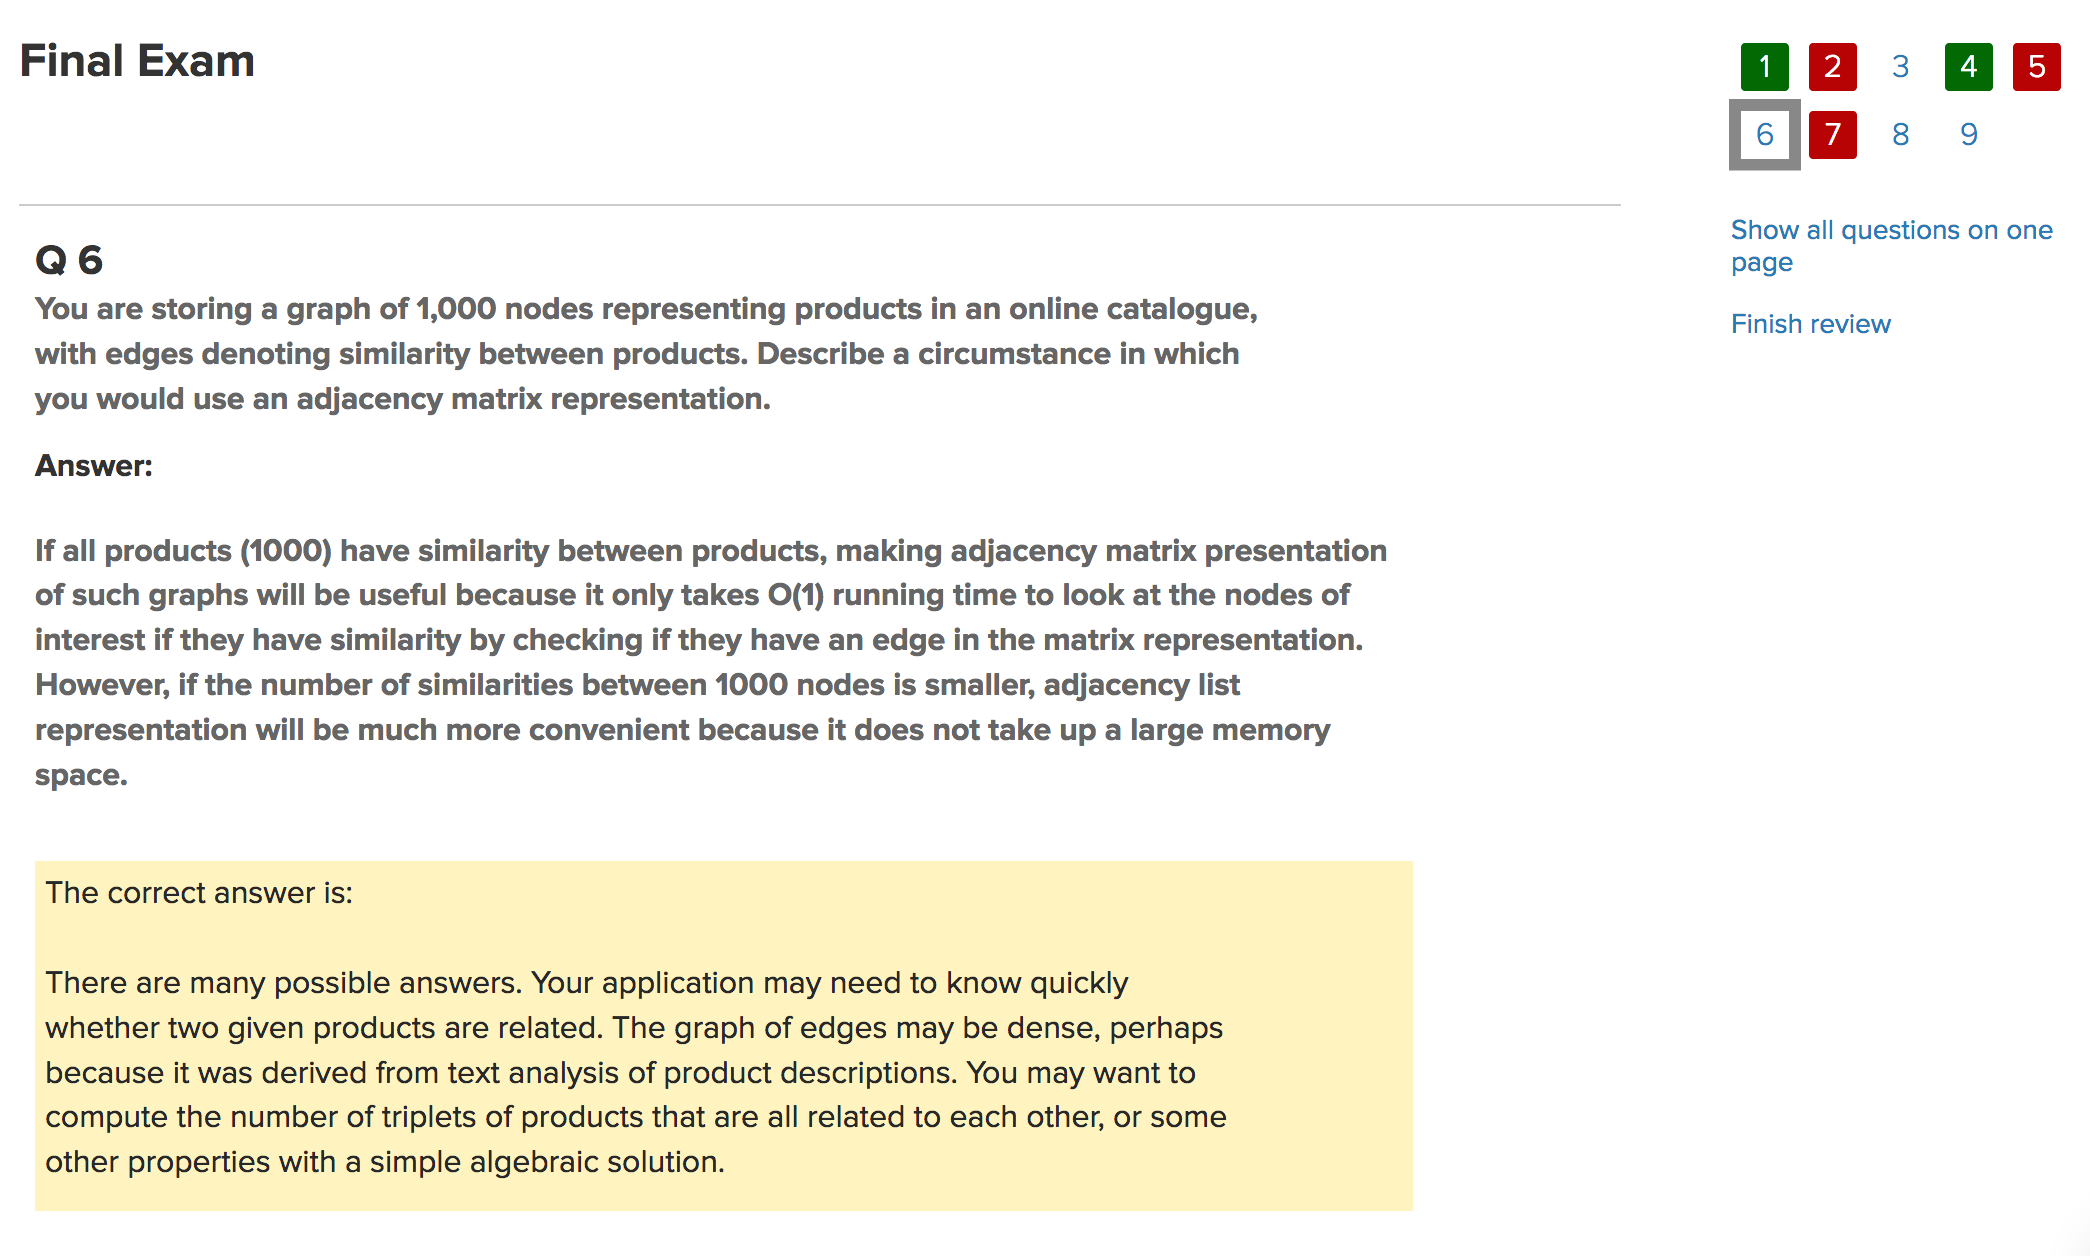 Final Exam
1 2 3 4 5
6 7 8 9
Show all questions on one
page
Finish review
Q 6
You are storing a graph of 1,000 nodes representing products in an online catalogue,
with edges denoting similarity between products. Describe a circumstance in which
you would use an adjacency matrix representation.
Answer:
If all products (1000) have similarity between products, making adjacency matrix presentation
of such graphs will be useful because it only takes O(1) running time to look at the nodes of
interest if they have similarity by checking if they have an edge in the matrix representation.
However, if the number of similarities between 1000 nodes is smaller, adjacency list
representation will be much more convenient because it does not take up a large memory
space.
The correct answer is:
There are many possible answers. Your application may need to know quickly
whether two given products are related. The graph of edges may be dense, perhaps
because it was derived from text analysis of product descriptions. You may want to
compute the number of triplets of products that are all related to each other, or some
other properties with a simple algebraic solution.